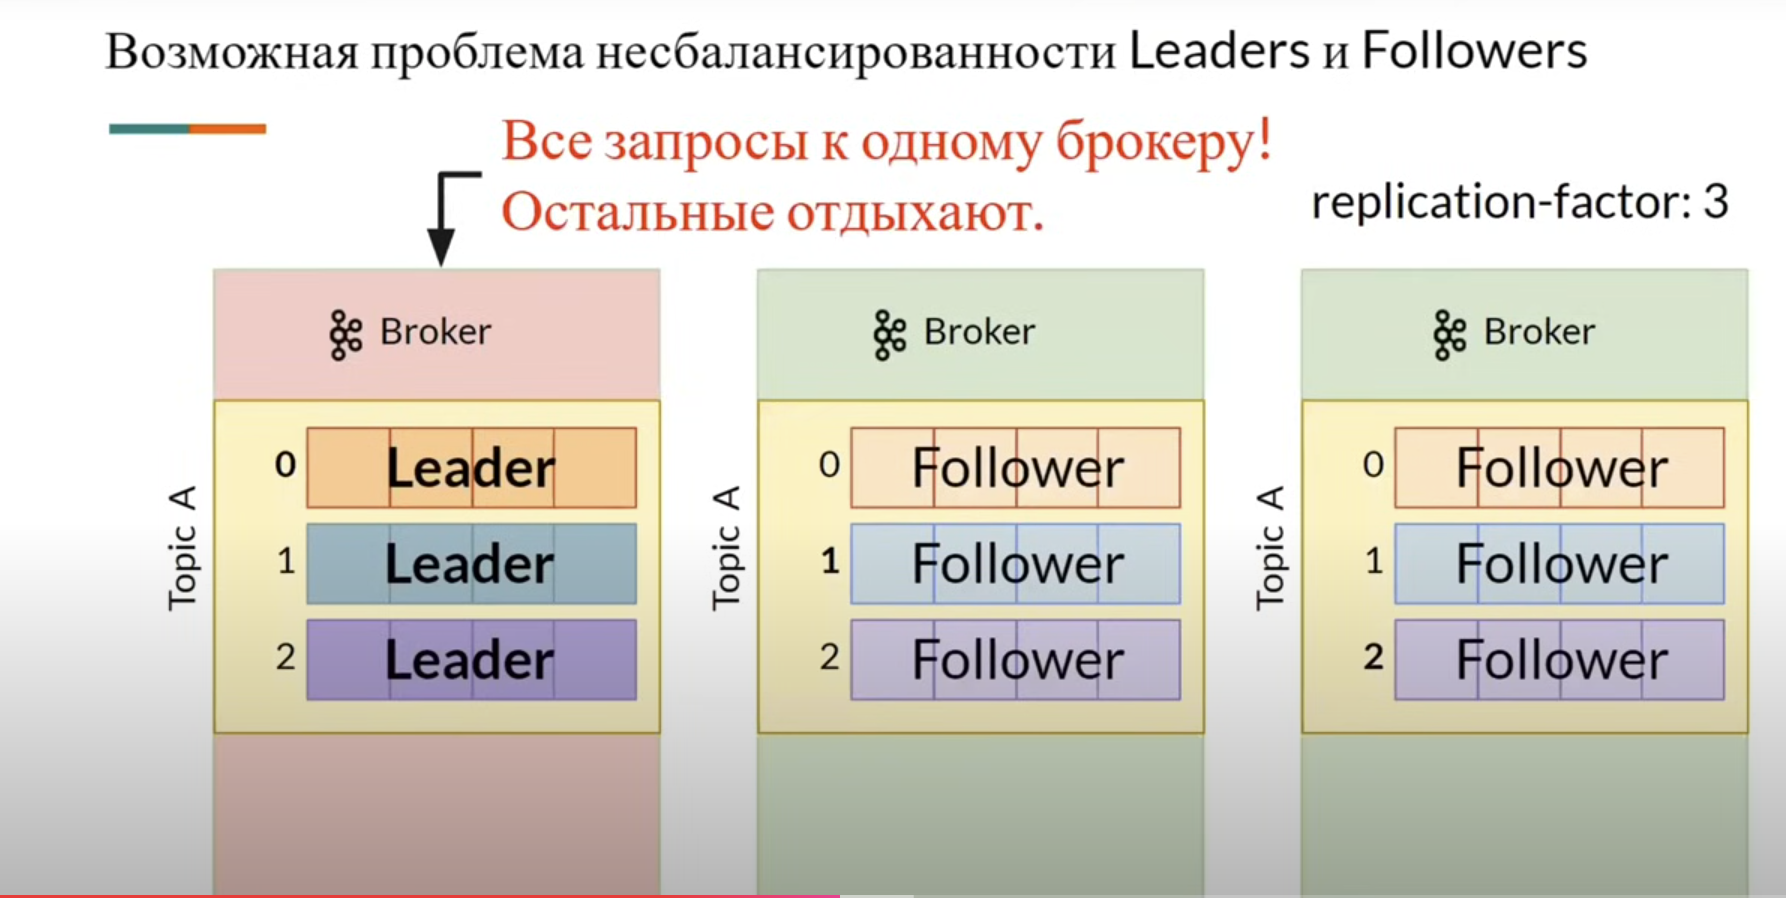 Возможная проблема несбалансированности Leaders и Followers
Все запросы к одному брокеру!
Остальные отдыхают.
replication-factor: 3
Broker
Topic A
0 Leader
1 Leader
2 Leader
Broker
Topic A
0 Follower
1 Follower
2 Follower
Broker
Topic A
0 Follower
1 Follower
2 Follower